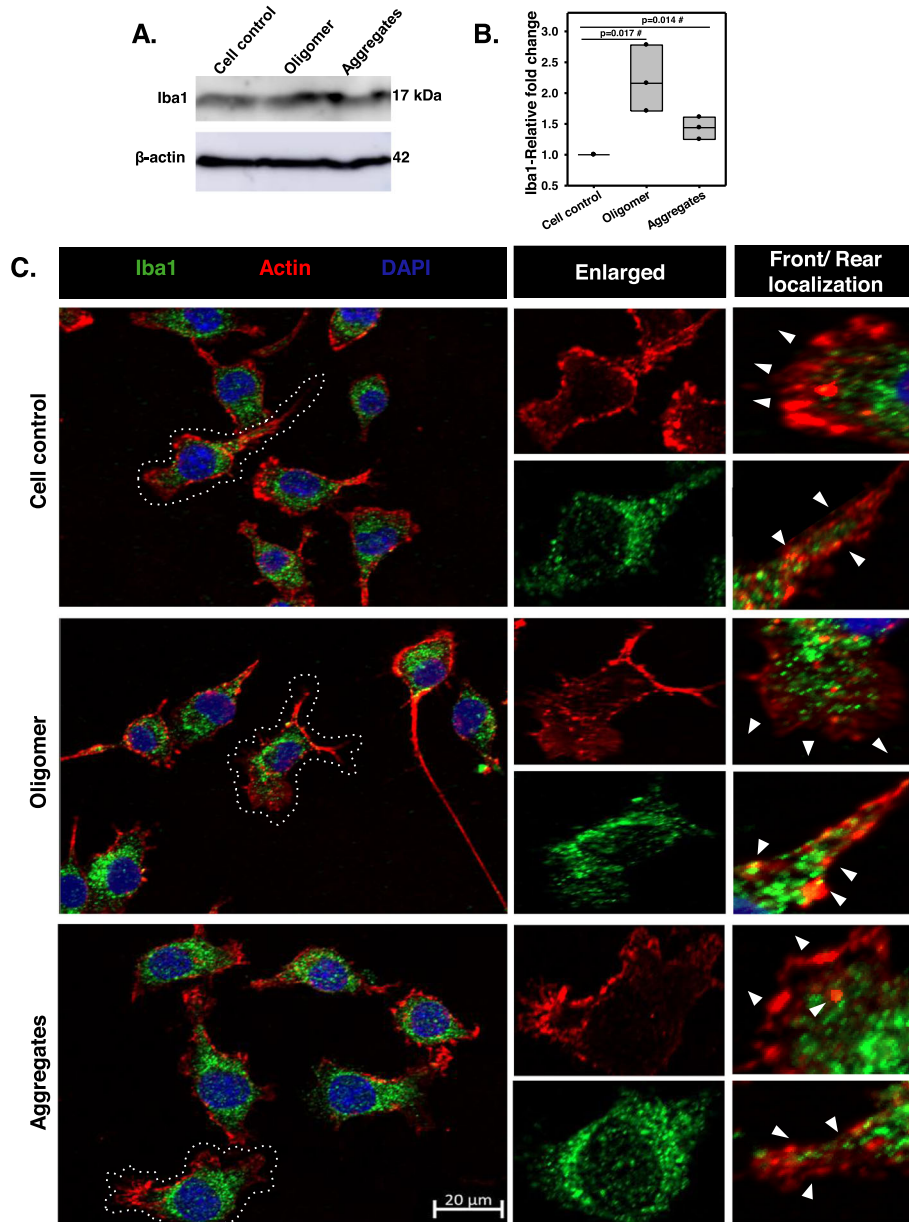 A.
Cell control
Oligomer
Aggregates
Iba1
17 kDa
β-actin
42
B.
p=0.014 #
p=0.017 #
Iba1-Relative fold change
3.0
2.5
2.0
1.5
1.0
0.5
Cell control
Oligomer
Aggregates
C.
Iba1 Actin DAPI
Enlarged
Front/ Rear
localization
Cell control
Oligomer
Aggregates
20 µm